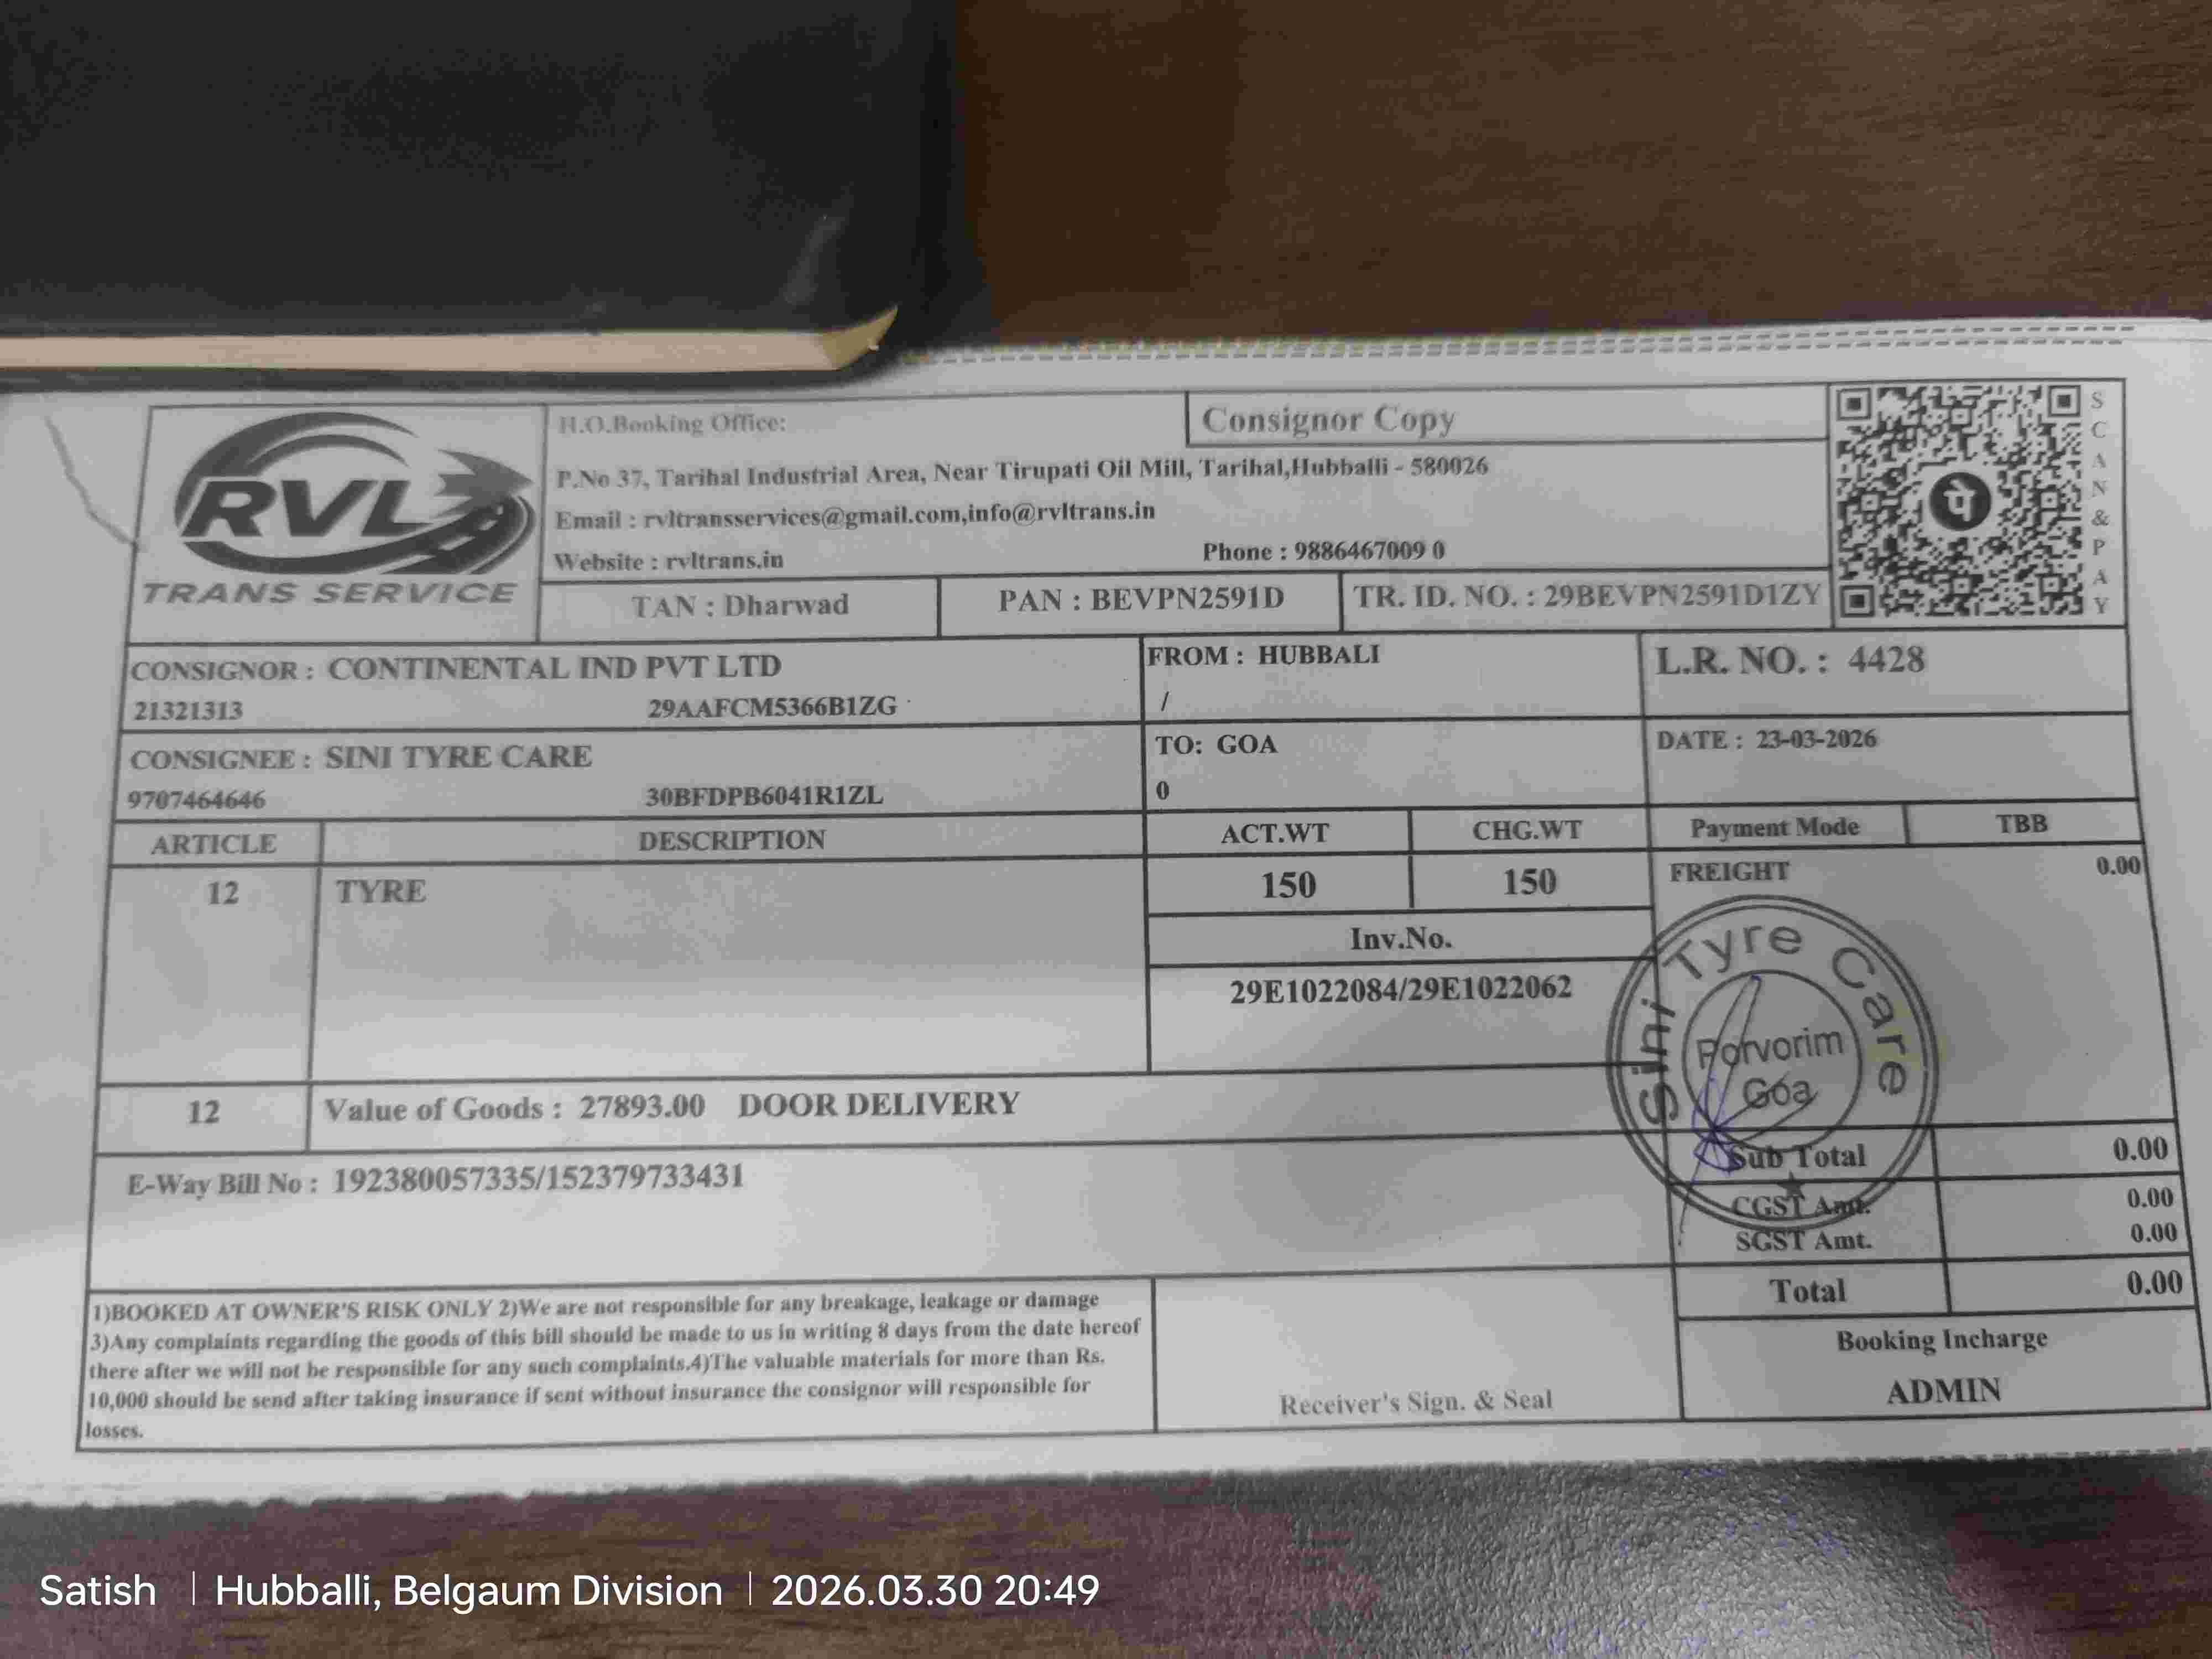 RVL
TRANS SERVICE
H.O.Booking Office:
Consignor Copy
P.No 37, Tarihal Industrial Area, Near Tirupati Oil Mill, Tarihal,Hubballi - 580026
Email : rvltransservices@gmail.com,info@rvltrans.in
Website : rvltrans.in
Phone : 9886467009 0
SCAN&PAY
पे
TAN : Dharwad
PAN : BEVPN2591D
TR. ID. NO. : 29BEVPN2591D1ZY
CONSIGNOR : CONTINENTAL IND PVT LTD
21321313 29AAFCM5366B1ZG
FROM : HUBBALI
/
L.R. NO. : 4428
CONSIGNEE : SINI TYRE CARE
9707464646 30BFDPB6041R1ZL
TO: GOA
0
DATE : 23-03-2026
ARTICLE DESCRIPTION ACT.WT CHG.WT Payment Mode TBB
12 TYRE 150 150 FREIGHT 0.00
Inv.No.
29E1022084/29E1022062
Sini Tyre Care
Porvorim
Goa
12 Value of Goods : 27893.00 DOOR DELIVERY
E-Way Bill No : 192380057335/152379733431
Sub Total 0.00
CGST Amt. 0.00
SGST Amt. 0.00
Total 0.00
1)BOOKED AT OWNER'S RISK ONLY 2)We are not responsible for any breakage, leakage or damage
3)Any complaints regarding the goods of this bill should be made to us in writing 8 days from the date hereof
there after we will not be responsible for any such complaints.4)The valuable materials for more than Rs.
10,000 should be send after taking insurance if sent without insurance the consignor will responsible for
losses.
Receiver's Sign. & Seal
Booking Incharge
ADMIN
Satish | Hubballi, Belgaum Division | 2026.03.30 20:49